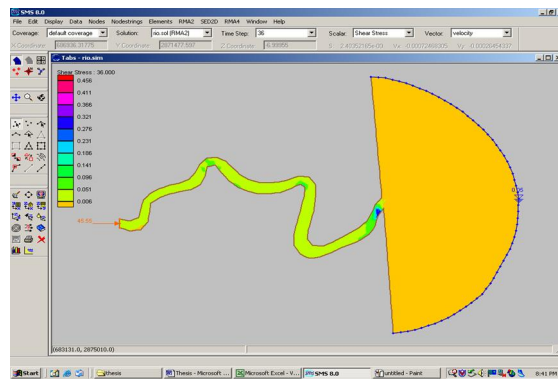 SMS 8.0
File Edit Display Data Nodes Nodestrings Elements RMA2 SED2D RMA4 Window Help
Coverage: default coverage Solution: rio.sol (RMA2) Time Step: 36 Scalar: Shear Stress Vector: velocity
X Coordinate Y Coordinate Z Coordinate
Tabs - rio.sim
Shear Stress : 36.000
0.456
0.411
0.366
0.321
0.276
0.231
0.186
0.141
0.096
0.051
0.006
(683131.0, 2875010.0)
Start thesis Thesis - Microsoft ... Microsoft Excel - V... SMS 8.0 untitled - Paint 8:41 PM